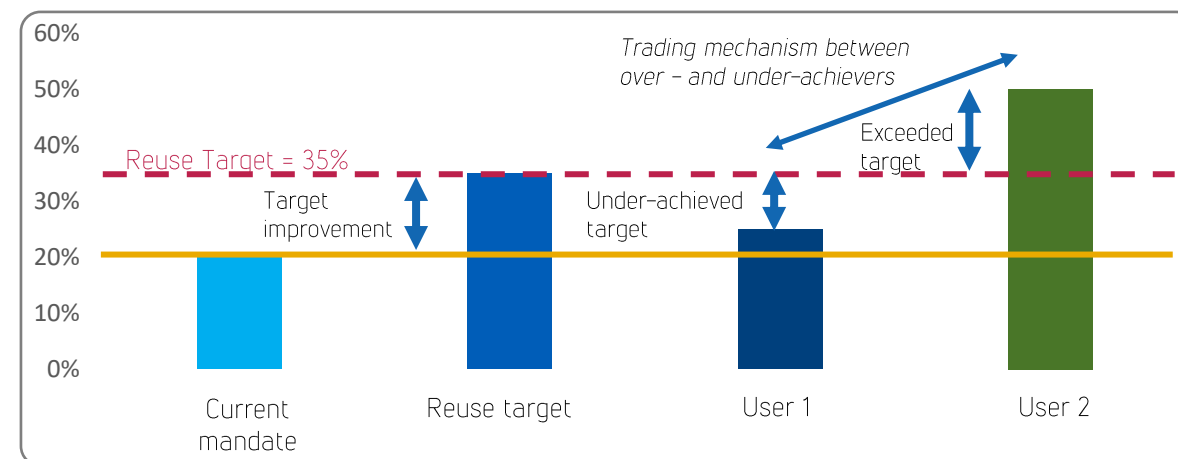 60%
50%
40%
30%
20%
10%
0%
Trading mechanism between
over - and under-achievers
Exceeded
target
Reuse Target = 35%
Target
improvement
Under-achieved
target
Current
mandate
Reuse target
User 1
User 2